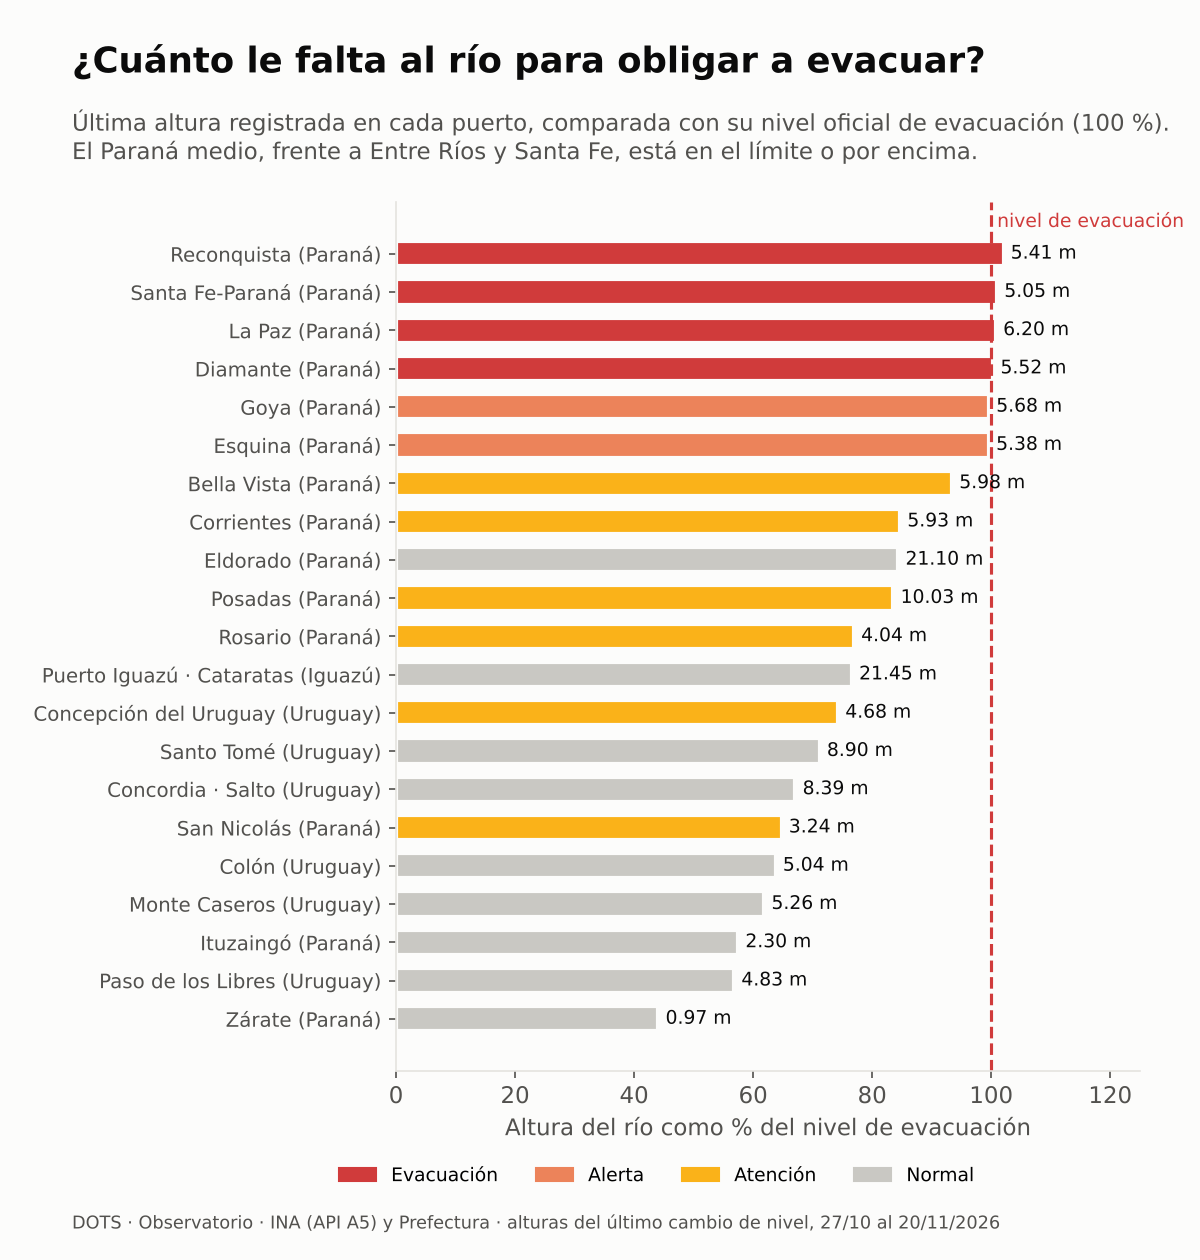 ¿Cuánto le falta al río para obligar a evacuar?
Última altura registrada en cada puerto, comparada con su nivel oficial de evacuación (100 %).
El Paraná medio, frente a Entre Ríos y Santa Fe, está en el límite o por encima.
nivel de evacuación
Reconquista (Paraná) 5.41 m
Santa Fe-Paraná (Paraná) 5.05 m
La Paz (Paraná) 6.20 m
Diamante (Paraná) 5.52 m
Goya (Paraná) 5.68 m
Esquina (Paraná) 5.38 m
Bella Vista (Paraná) 5.98 m
Corrientes (Paraná) 5.93 m
Eldorado (Paraná) 21.10 m
Posadas (Paraná) 10.03 m
Rosario (Paraná) 4.04 m
Puerto Iguazú · Cataratas (Iguazú) 21.45 m
Concepción del Uruguay (Uruguay) 4.68 m
Santo Tomé (Uruguay) 8.90 m
Concordia · Salto (Uruguay) 8.39 m
San Nicolás (Paraná) 3.24 m
Colón (Uruguay) 5.04 m
Monte Caseros (Uruguay) 5.26 m
Ituzaingó (Paraná) 2.30 m
Paso de los Libres (Uruguay) 4.83 m
Zárate (Paraná) 0.97 m
0 20 40 60 80 100 120
Altura del río como % del nivel de evacuación
Evacuación Alerta Atención Normal
DOTS · Observatorio · INA (API A5) y Prefectura · alturas del último cambio de nivel, 27/10 al 20/11/2026